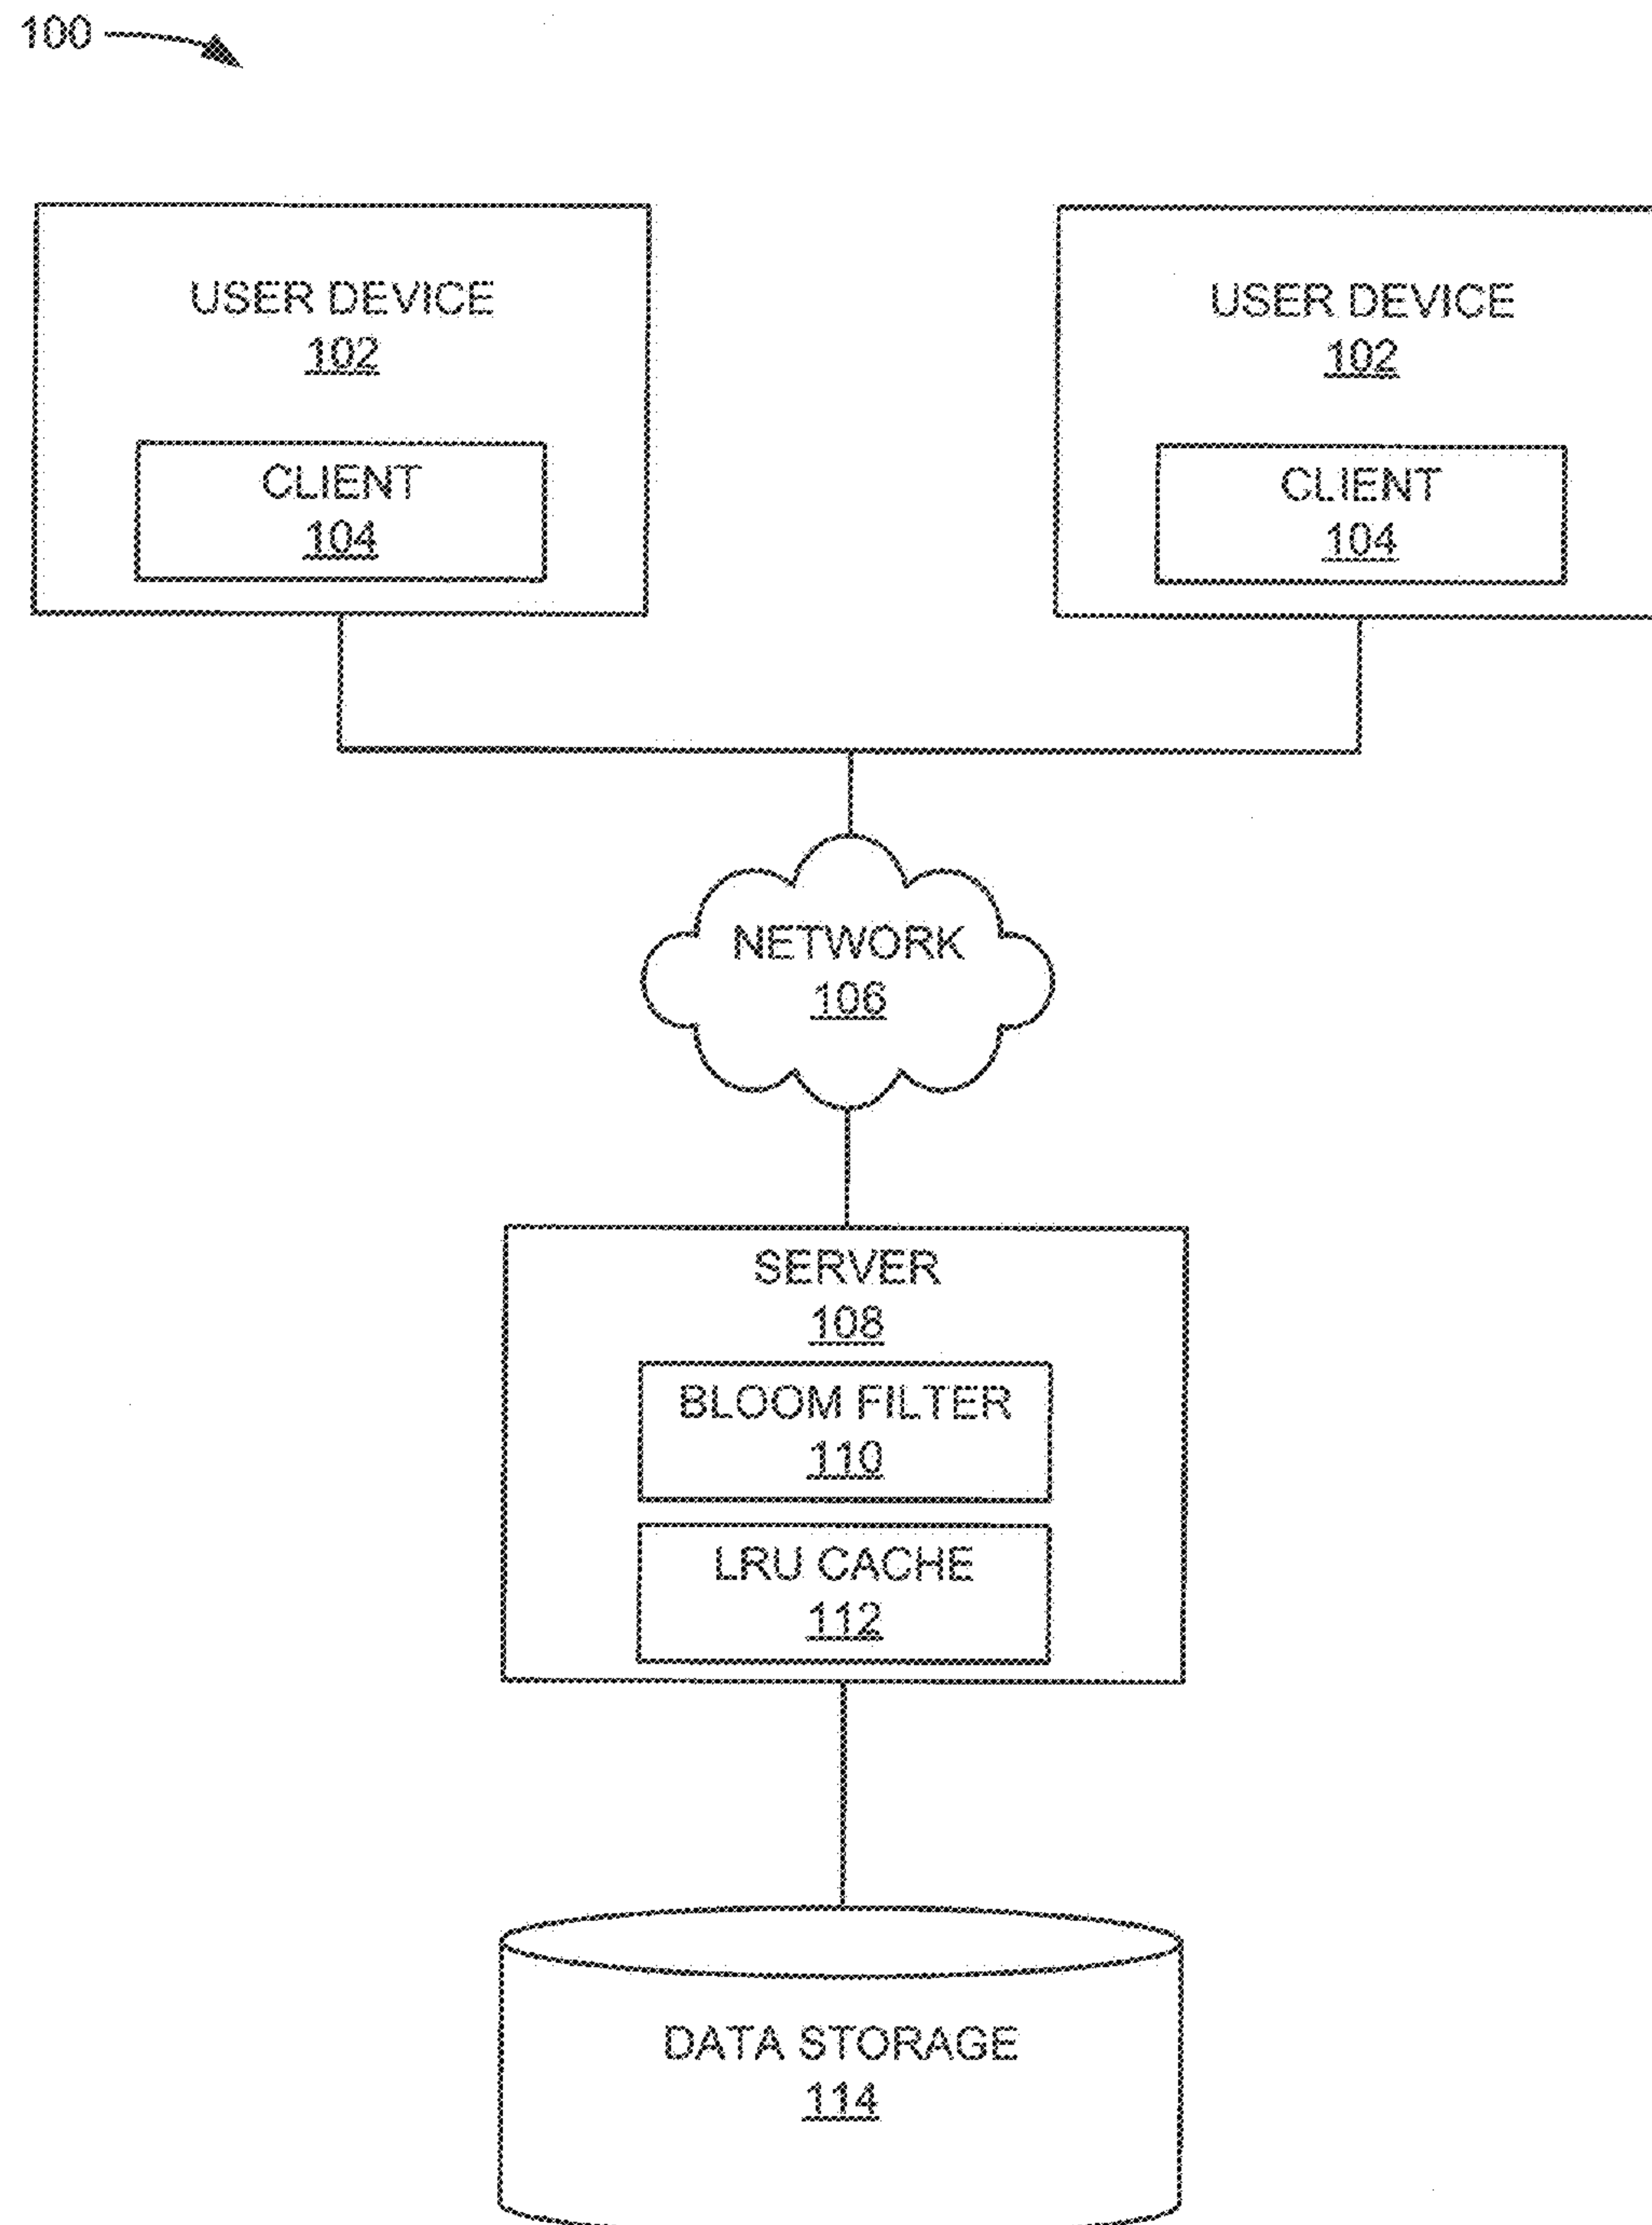 100
USER DEVICE
102
CLIENT
104
USER DEVICE
102
CLIENT
104
NETWORK
106
SERVER
108
BLOOM FILTER
110
LRU CACHE
112
DATA STORAGE
114